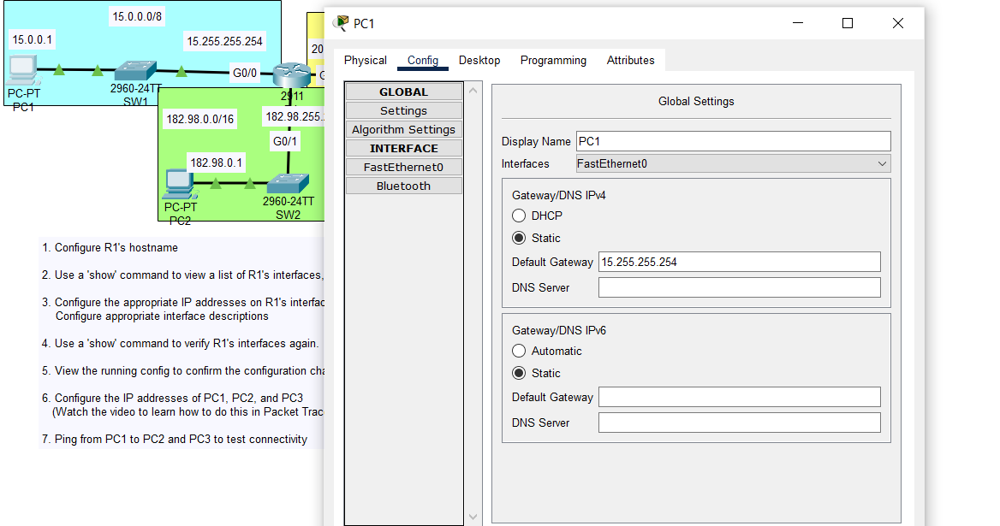 15.0.0.0/8
15.0.0.1
15.255.255.254
20
G0/0
G
PC-PT
PC1
2960-24TT
SW1
2911
182.98.0.0/16
182.98.255.
G0/1
182.98.0.1
PC-PT
PC2
2960-24TT
SW2
1. Configure R1's hostname
2. Use a 'show' command to view a list of R1's interfaces,
3. Configure the appropriate IP addresses on R1's interfac
Configure appropriate interface descriptions
4. Use a 'show' command to verify R1's interfaces again.
5. View the running config to confirm the configuration cha
6. Configure the IP addresses of PC1, PC2, and PC3
(Watch the video to learn how to do this in Packet Trac
7. Ping from PC1 to PC2 and PC3 to test connectivity
PC1
Physical Config Desktop Programming Attributes
GLOBAL
Settings
Algorithm Settings
INTERFACE
FastEthernet0
Bluetooth
Global Settings
Display Name PC1
Interfaces FastEthernet0
Gateway/DNS IPv4
DHCP
Static
Default Gateway 15.255.255.254
DNS Server
Gateway/DNS IPv6
Automatic
Static
Default Gateway
DNS Server